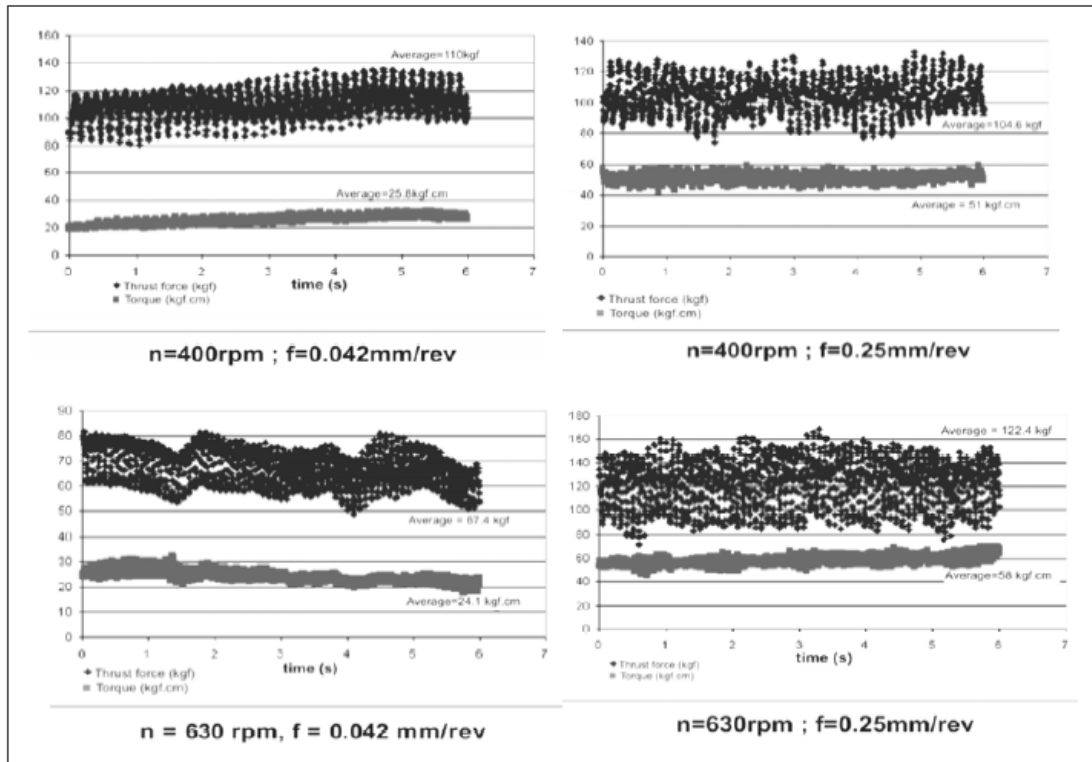 160
140
120
100
80
60
40
20
0
Average=110kgf
Average=25.8kgf.cm
0 1 2 3 4 5 6 7
time (s)
Thrust force (kgf)
Torque (kgf.cm)
n=400rpm ; f=0.042mm/rev
140
120
100
80
60
40
20
0
Average=104.6 kgf
Average = 51 kgf.cm
0 1 2 3 4 5 6 7
Thrust force (kgf)
Torque (kgf.cm)
n=400rpm ; f=0.25mm/rev
90
80
70
60
50
40
30
20
10
0
Average = 67.4 kgf
Average=24.1 kgf.cm
0 1 2 3 4 5 6 7
time (s)
Thrust force (kgf)
Torque (kgf.cm)
n = 630 rpm, f = 0.042 mm/rev
180
160
140
120
100
80
60
40
20
0
Average = 122.4 kgf
Average=58 kgf.cm
0 1 2 3 4 5 6 7
time (s)
Thrust force (kgf)
Torque (kgf.cm)
n=630rpm ; f=0.25mm/rev